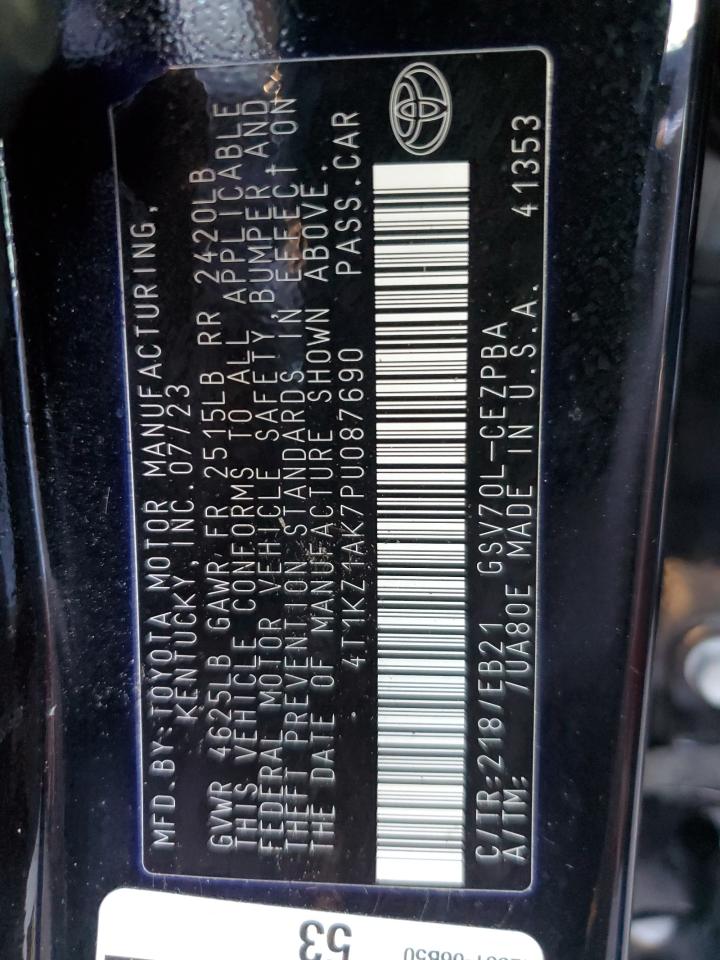 MFD.BY:TOYOTA MOTOR MANUFACTURING,
KENTUCKY, INC.07/23
GVWR 4625LB GAWR FR 2515LB RR 2420LB
THIS VEHICLE CONFORMS TO ALL APPLICABLE
FEDERAL MOTOR VEHICLE SAFETY,BUMPER AND
THEFT PREVENTION STANDARDS IN EFFECT ON
THE DATE OF MANUFACTURE SHOWN ABOVE.
4T1KZ1AK7PU087690 PASS.CAR
C/TR:218/EB21 GSV70L-CEZPBA
A/TM: 7UA80E MADE IN U.S.A. 41353
53